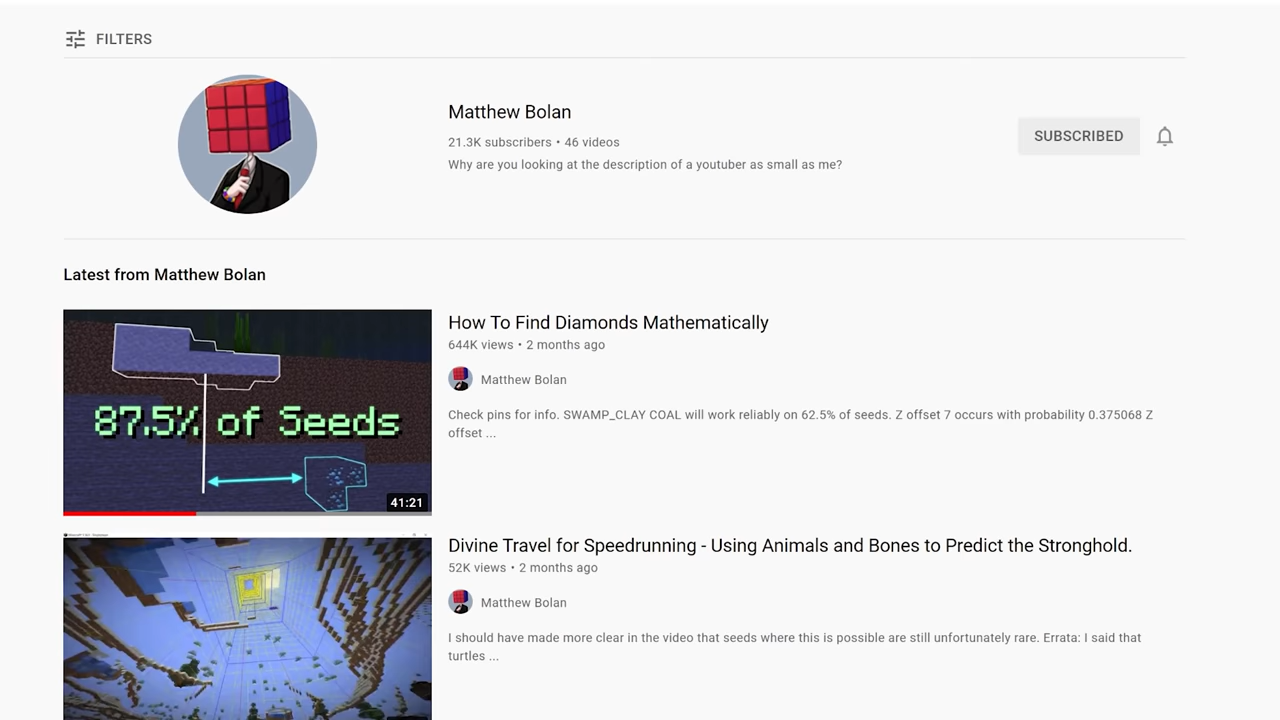 FILTERS
Matthew Bolan
21.3K subscribers • 46 videos
Why are you looking at the description of a youtuber as small as me?
SUBSCRIBED
Latest from Matthew Bolan
87.5% of Seeds
41:21
How To Find Diamonds Mathematically
644K views • 2 months ago
Matthew Bolan
Check pins for info. SWAMP_CLAY COAL will work reliably on 62.5% of seeds. Z offset 7 occurs with probability 0.375068 Z
offset ...
Divine Travel for Speedrunning - Using Animals and Bones to Predict the Stronghold.
52K views • 2 months ago
Matthew Bolan
I should have made more clear in the video that seeds where this is possible are still unfortunately rare. Errata: I said that
turtles ...